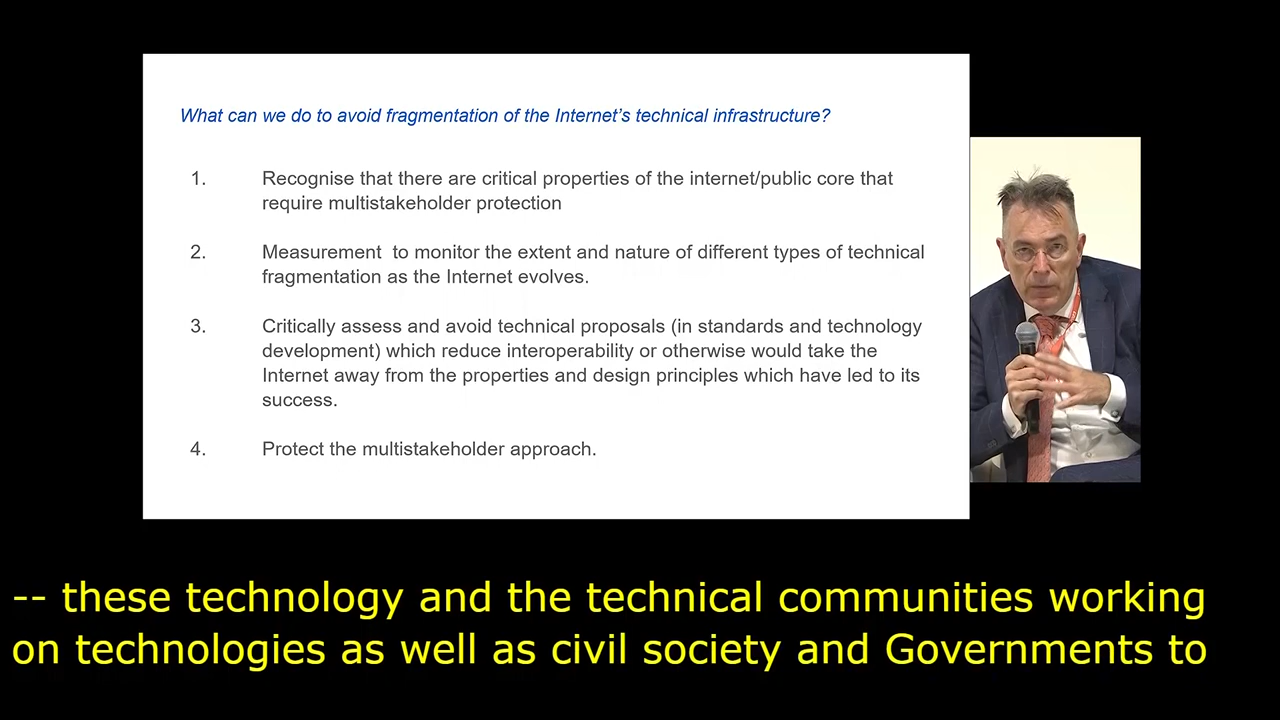 What can we do to avoid fragmentation of the Internet's technical infrastructure?
1. Recognise that there are critical properties of the internet/public core that
require multistakeholder protection
2. Measurement  to monitor the extent and nature of different types of technical
fragmentation as the Internet evolves.
3. Critically assess and avoid technical proposals (in standards and technology
development) which reduce interoperability or otherwise would take the
Internet away from the properties and design principles which have led to its
success.
4. Protect the multistakeholder approach.
-- these technology and the technical communities working
on technologies as well as civil society and Governments to